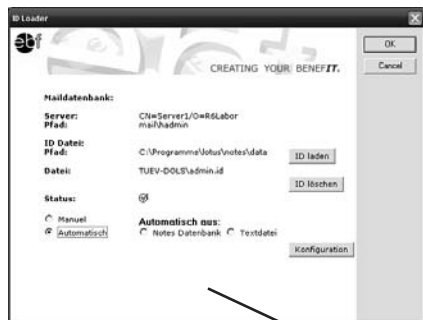 ID Loader
ebf
CREATING YOUR BENEFIT.
OK
Cancel
Maildatenbank:
Server: CN=Server1/O=R6Labor
Pfad: mail\hadmin
ID Datei:
Pfad: C:\Programme\lotus\notes\data
ID laden
Datei: TUEV-DOLS\admin.id
ID löschen
Status:
Manuel
Automatisch
Automatisch aus:
Notes Datenbank Textdatei
Konfiguration